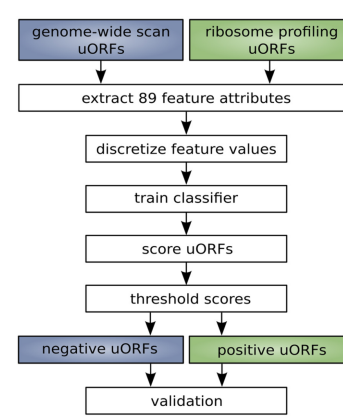 genome-wide scan
uORFs
ribosome profiling
uORFs
extract 89 feature attributes
discretize feature values
train classifier
score uORFs
threshold scores
negative uORFs
positive uORFs
validation